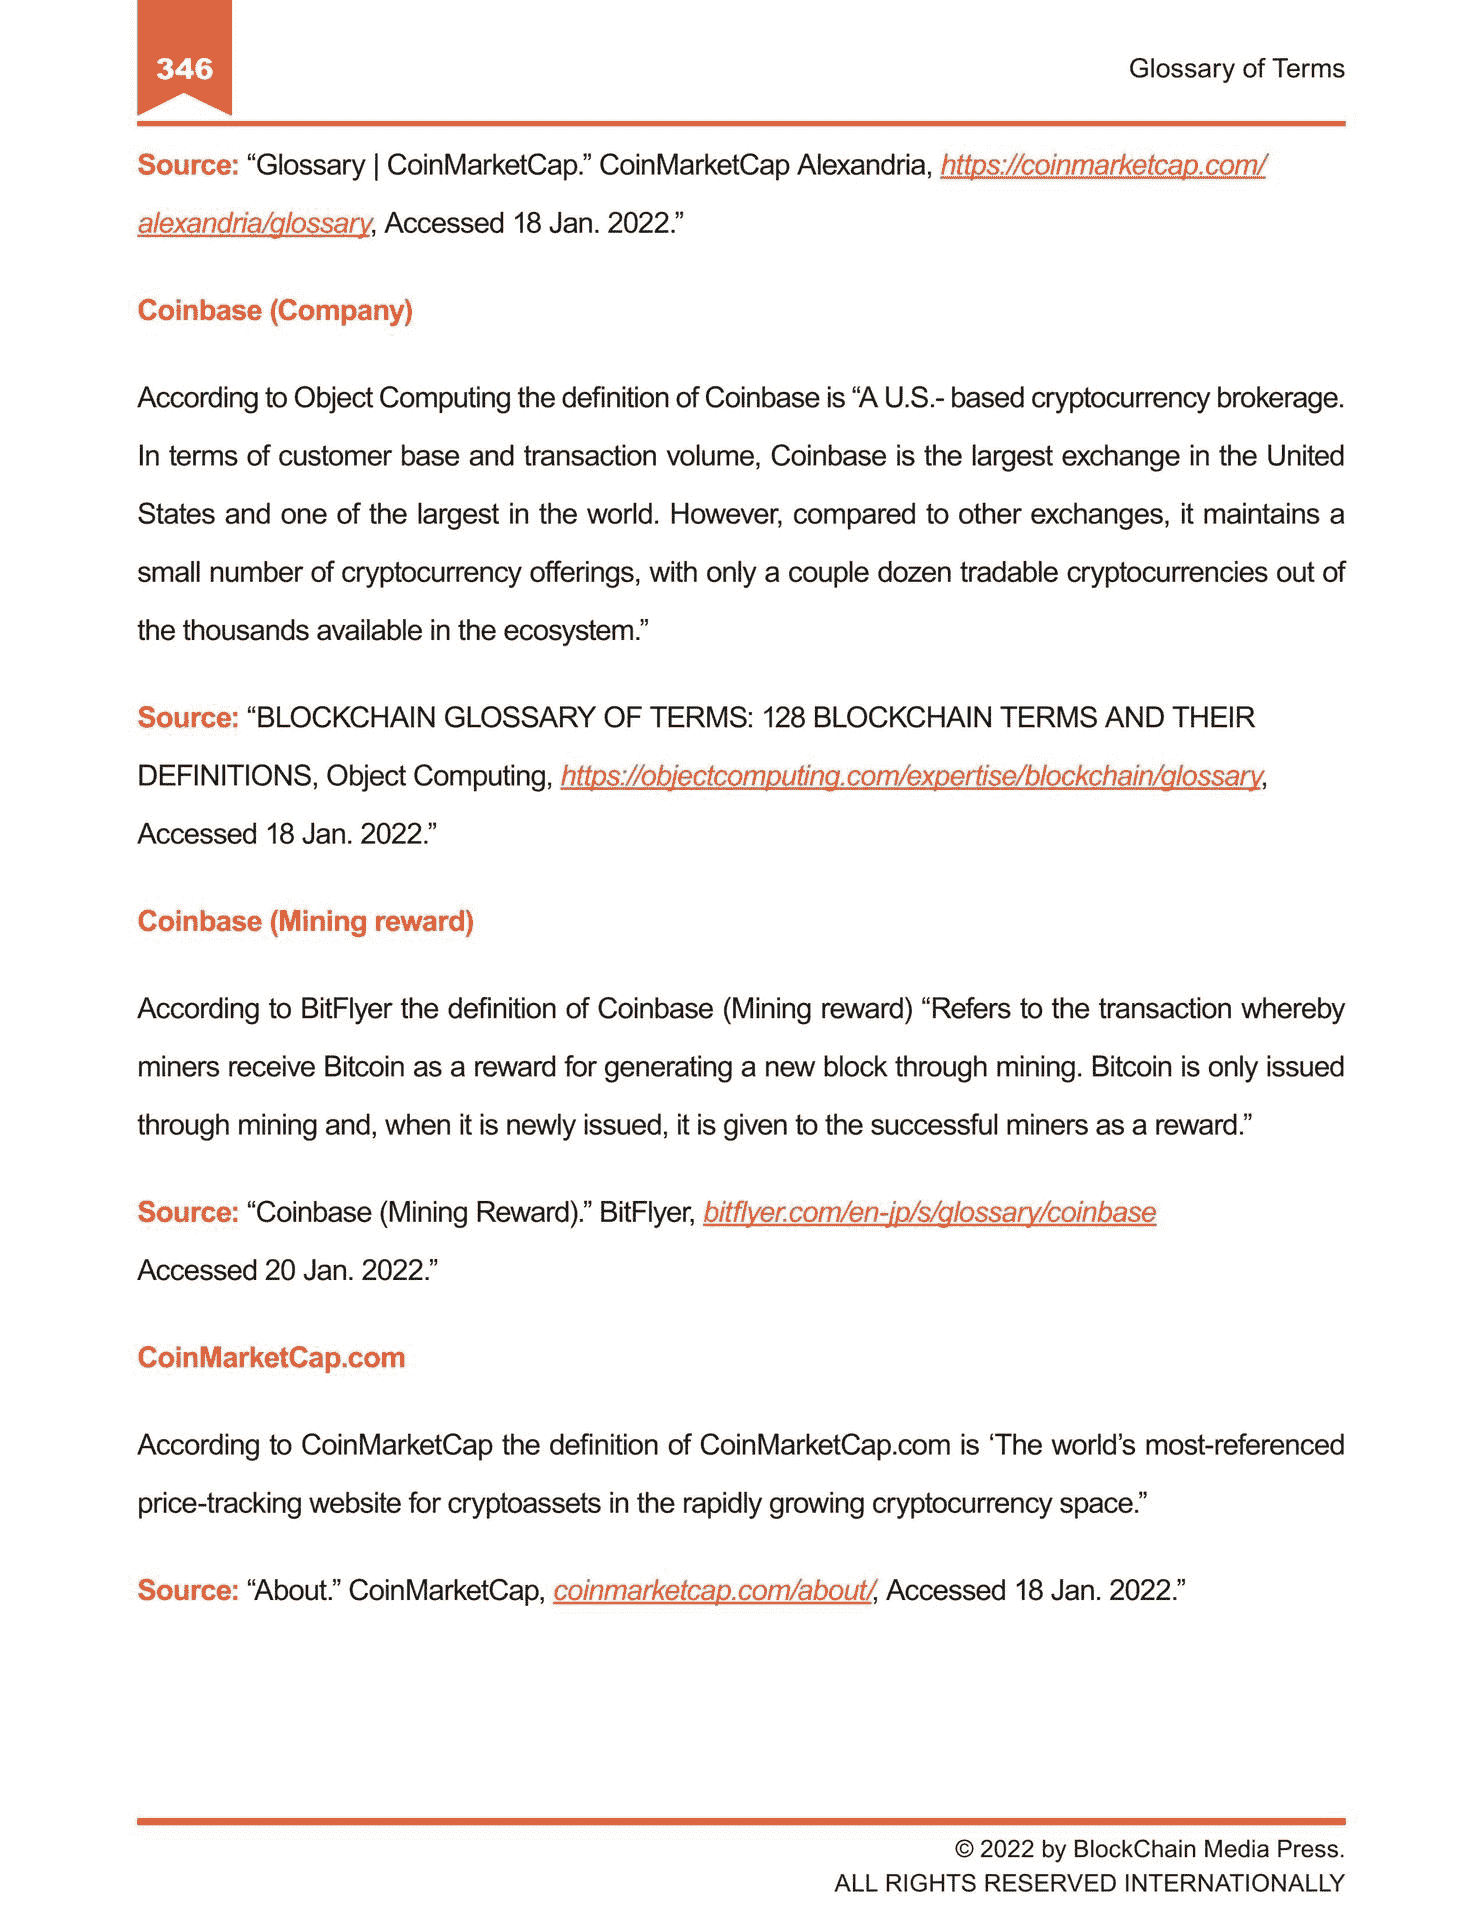 346
Glossary of Terms
Source: “Glossary | CoinMarketCap.” CoinMarketCap Alexandria, https://coinmarketcap.com/
alexandria/glossary, Accessed 18 Jan. 2022.”
Coinbase (Company)
According to Object Computing the definition of Coinbase is “A U.S.- based cryptocurrency brokerage.
In terms of customer base and transaction volume, Coinbase is the largest exchange in the United
States and one of the largest in the world. However, compared to other exchanges, it maintains a
small number of cryptocurrency offerings, with only a couple dozen tradable cryptocurrencies out of
the thousands available in the ecosystem.”
Source: “BLOCKCHAIN GLOSSARY OF TERMS: 128 BLOCKCHAIN TERMS AND THEIR
DEFINITIONS, Object Computing, https://objectcomputing.com/expertise/blockchain/glossary,
Accessed 18 Jan. 2022.”
Coinbase (Mining reward)
According to BitFlyer the definition of Coinbase (Mining reward) “Refers to the transaction whereby
miners receive Bitcoin as a reward for generating a new block through mining. Bitcoin is only issued
through mining and, when it is newly issued, it is given to the successful miners as a reward.”
Source: “Coinbase (Mining Reward).” BitFlyer, bitflyer.com/en-jp/s/glossary/coinbase
Accessed 20 Jan. 2022.”
CoinMarketCap.com
According to CoinMarketCap the definition of CoinMarketCap.com is ‘The world’s most-referenced
price-tracking website for cryptoassets in the rapidly growing cryptocurrency space.”
Source: “About.” CoinMarketCap, coinmarketcap.com/about/, Accessed 18 Jan. 2022.”
© 2022 by BlockChain Media Press.
ALL RIGHTS RESERVED INTERNATIONALLY